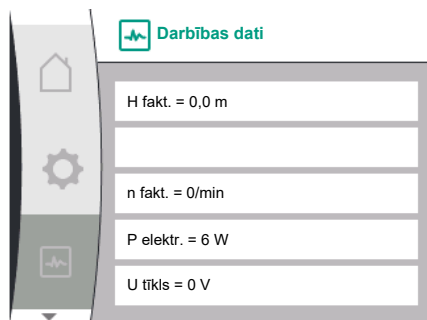 Darbības dati
H fakt. = 0,0 m
n fakt. = 0/min
P elektr. = 6 W
U tīkls = 0 V